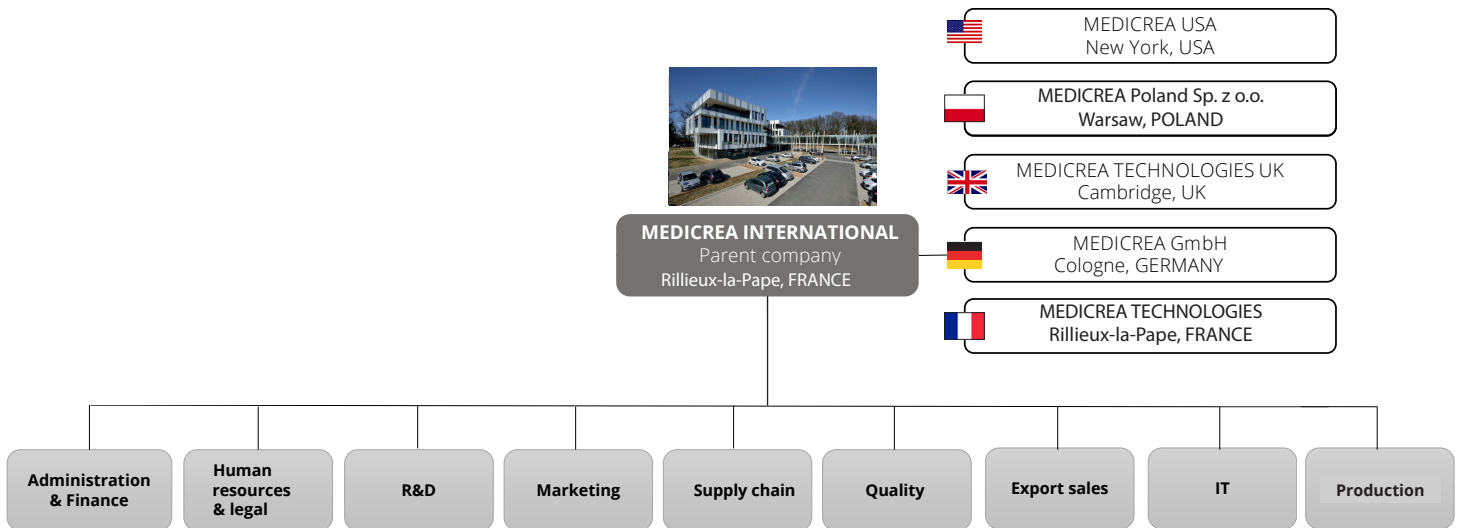 MEDICREA USA
New York, USA
MEDICREA Poland Sp. z o.o.
Warsaw, POLAND
MEDICREA TECHNOLOGIES UK
Cambridge, UK
MEDICREA INTERNATIONAL
Parent company
Rillieux-la-Pape, FRANCE
MEDICREA GmbH
Cologne, GERMANY
MEDICREA TECHNOLOGIES
Rillieux-la-Pape, FRANCE
Administration
& Finance
Human
resources
& legal
R&D
Marketing
Supply chain
Quality
Export sales
IT
Production